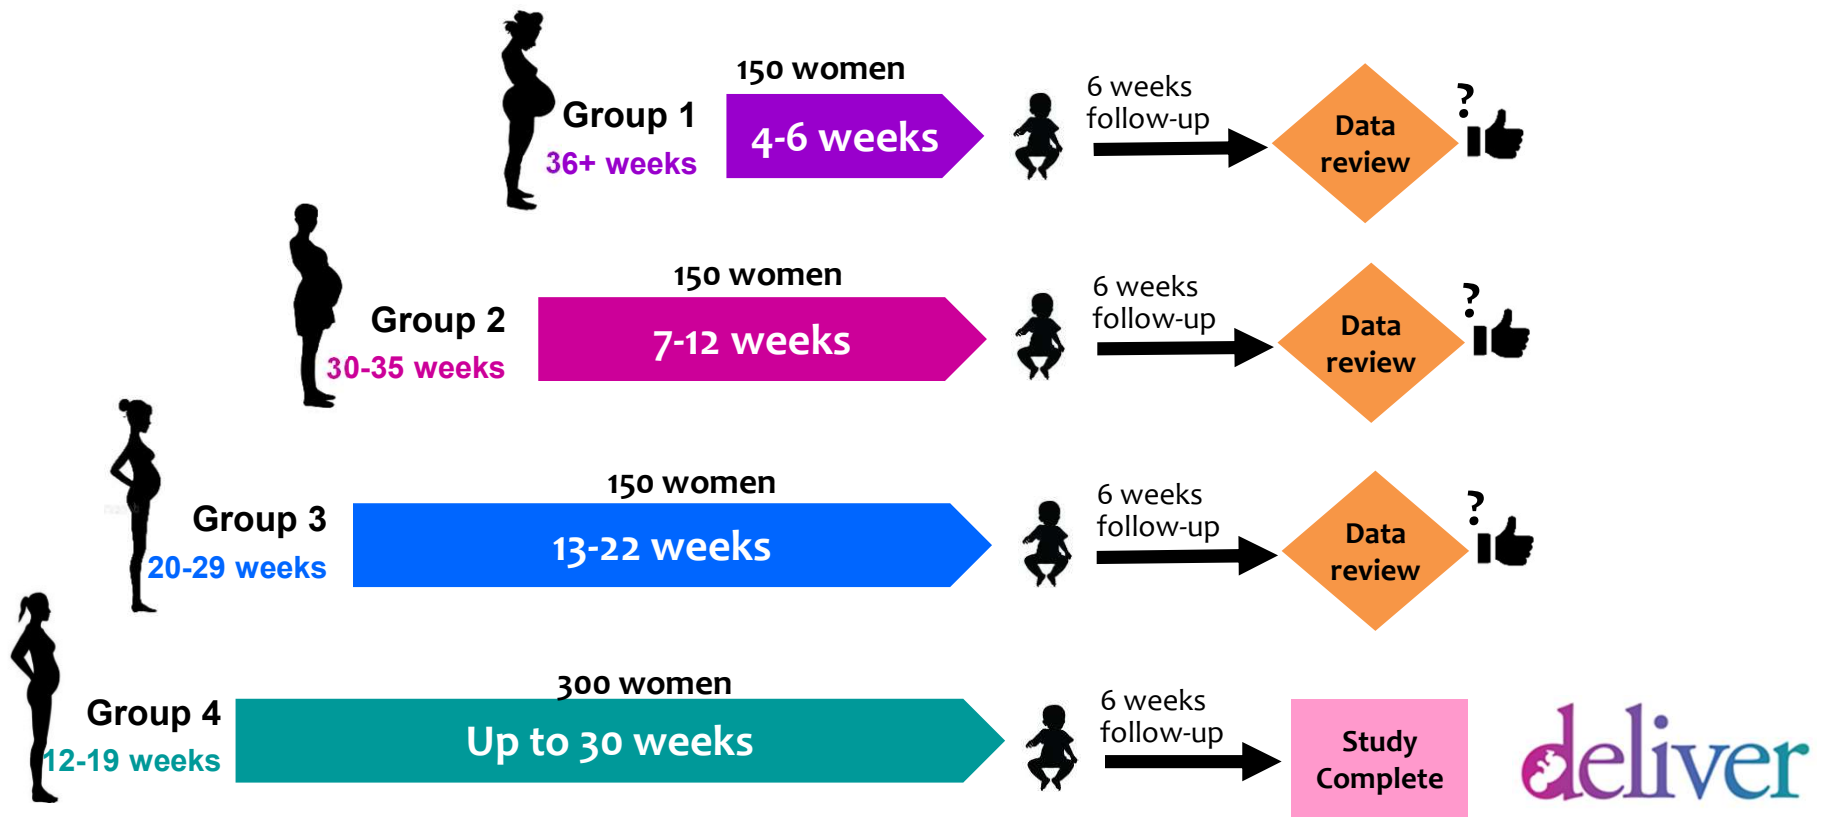 150 women
Group 1
36+ weeks
4-6 weeks
6 weeks
follow-up
Data
review
?
150 women
Group 2
30-35 weeks
7-12 weeks
6 weeks
follow-up
Data
review
?
150 women
Group 3
20-29 weeks
13-22 weeks
6 weeks
follow-up
Data
review
?
300 women
Group 4
12-19 weeks
Up to 30 weeks
6 weeks
follow-up
Study
Complete
deliver